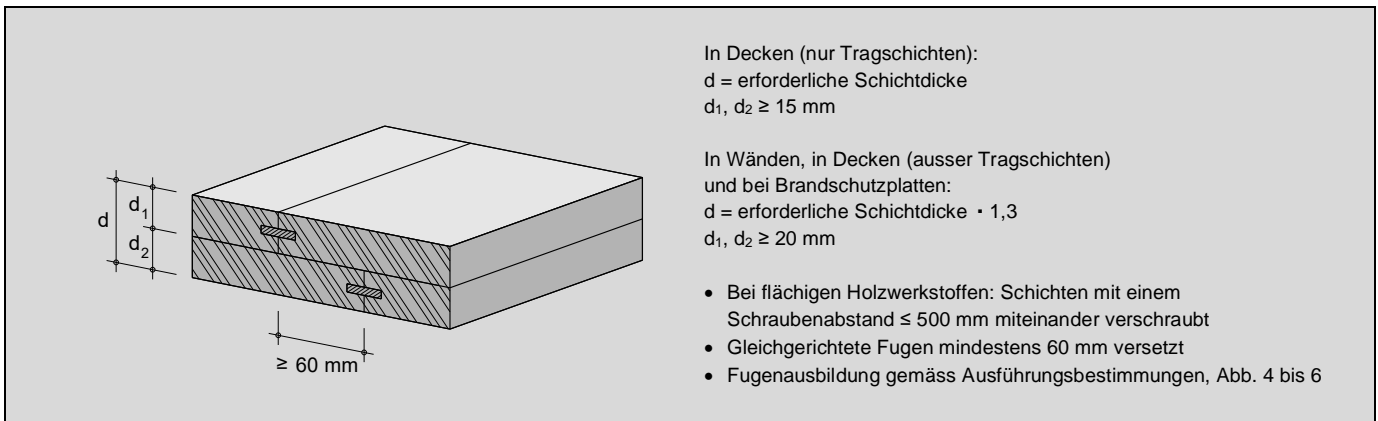 In Decken (nur Tragschichten):
d = erforderliche Schichtdicke
d₁, d₂ ≥ 15 mm
In Wänden, in Decken (ausser Tragschichten)
und bei Brandschutzplatten:
d = erforderliche Schichtdicke · 1,3
d₁, d₂ ≥ 20 mm
• Bei flächigen Holzwerkstoffen: Schichten mit einem
Schraubenabstand ≤ 500 mm miteinander verschraubt
• Gleichgerichtete Fugen mindestens 60 mm versetzt
• Fugenausbildung gemäss Ausführungsbestimmungen, Abb. 4 bis 6
d
d₁
d₂
≥ 60 mm